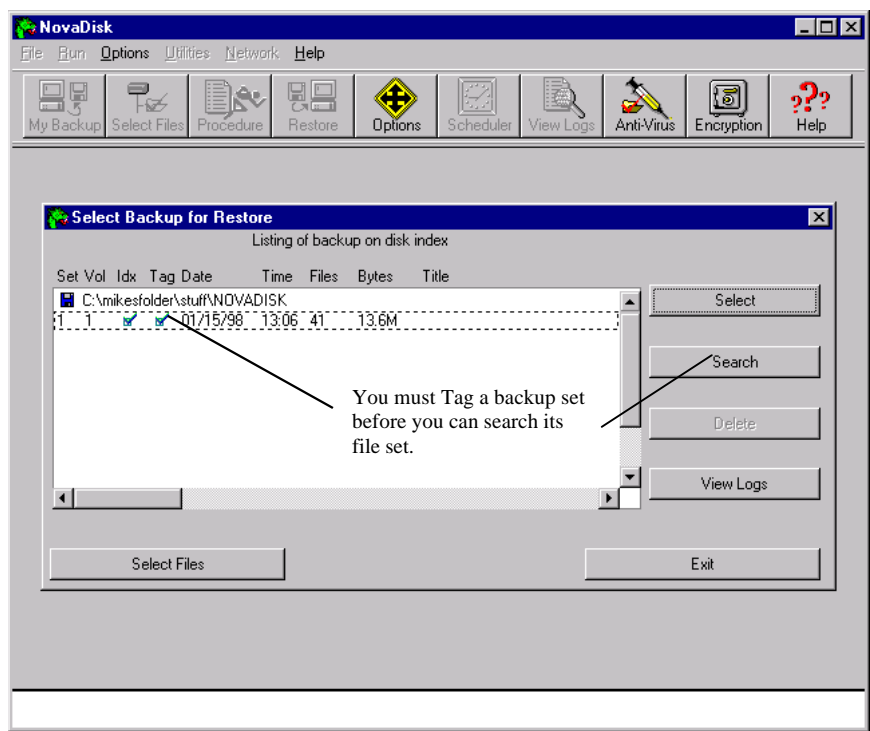 NovaDisk
File Run Options Utilities Network Help
My Backup Select Files Procedure Restore Options Scheduler View Logs Anti-Virus Encryption ??? Help
Select Backup for Restore
Listing of backup on disk index
Set Vol Idx Tag Date Time Files Bytes Title
C:\mikesfolder\stuff\NOVADISK
1 1 01/15/98 13:06 41 13.6M
You must Tag a backup set
before you can search its
file set.
Select
Search
Delete
View Logs
Select Files
Exit